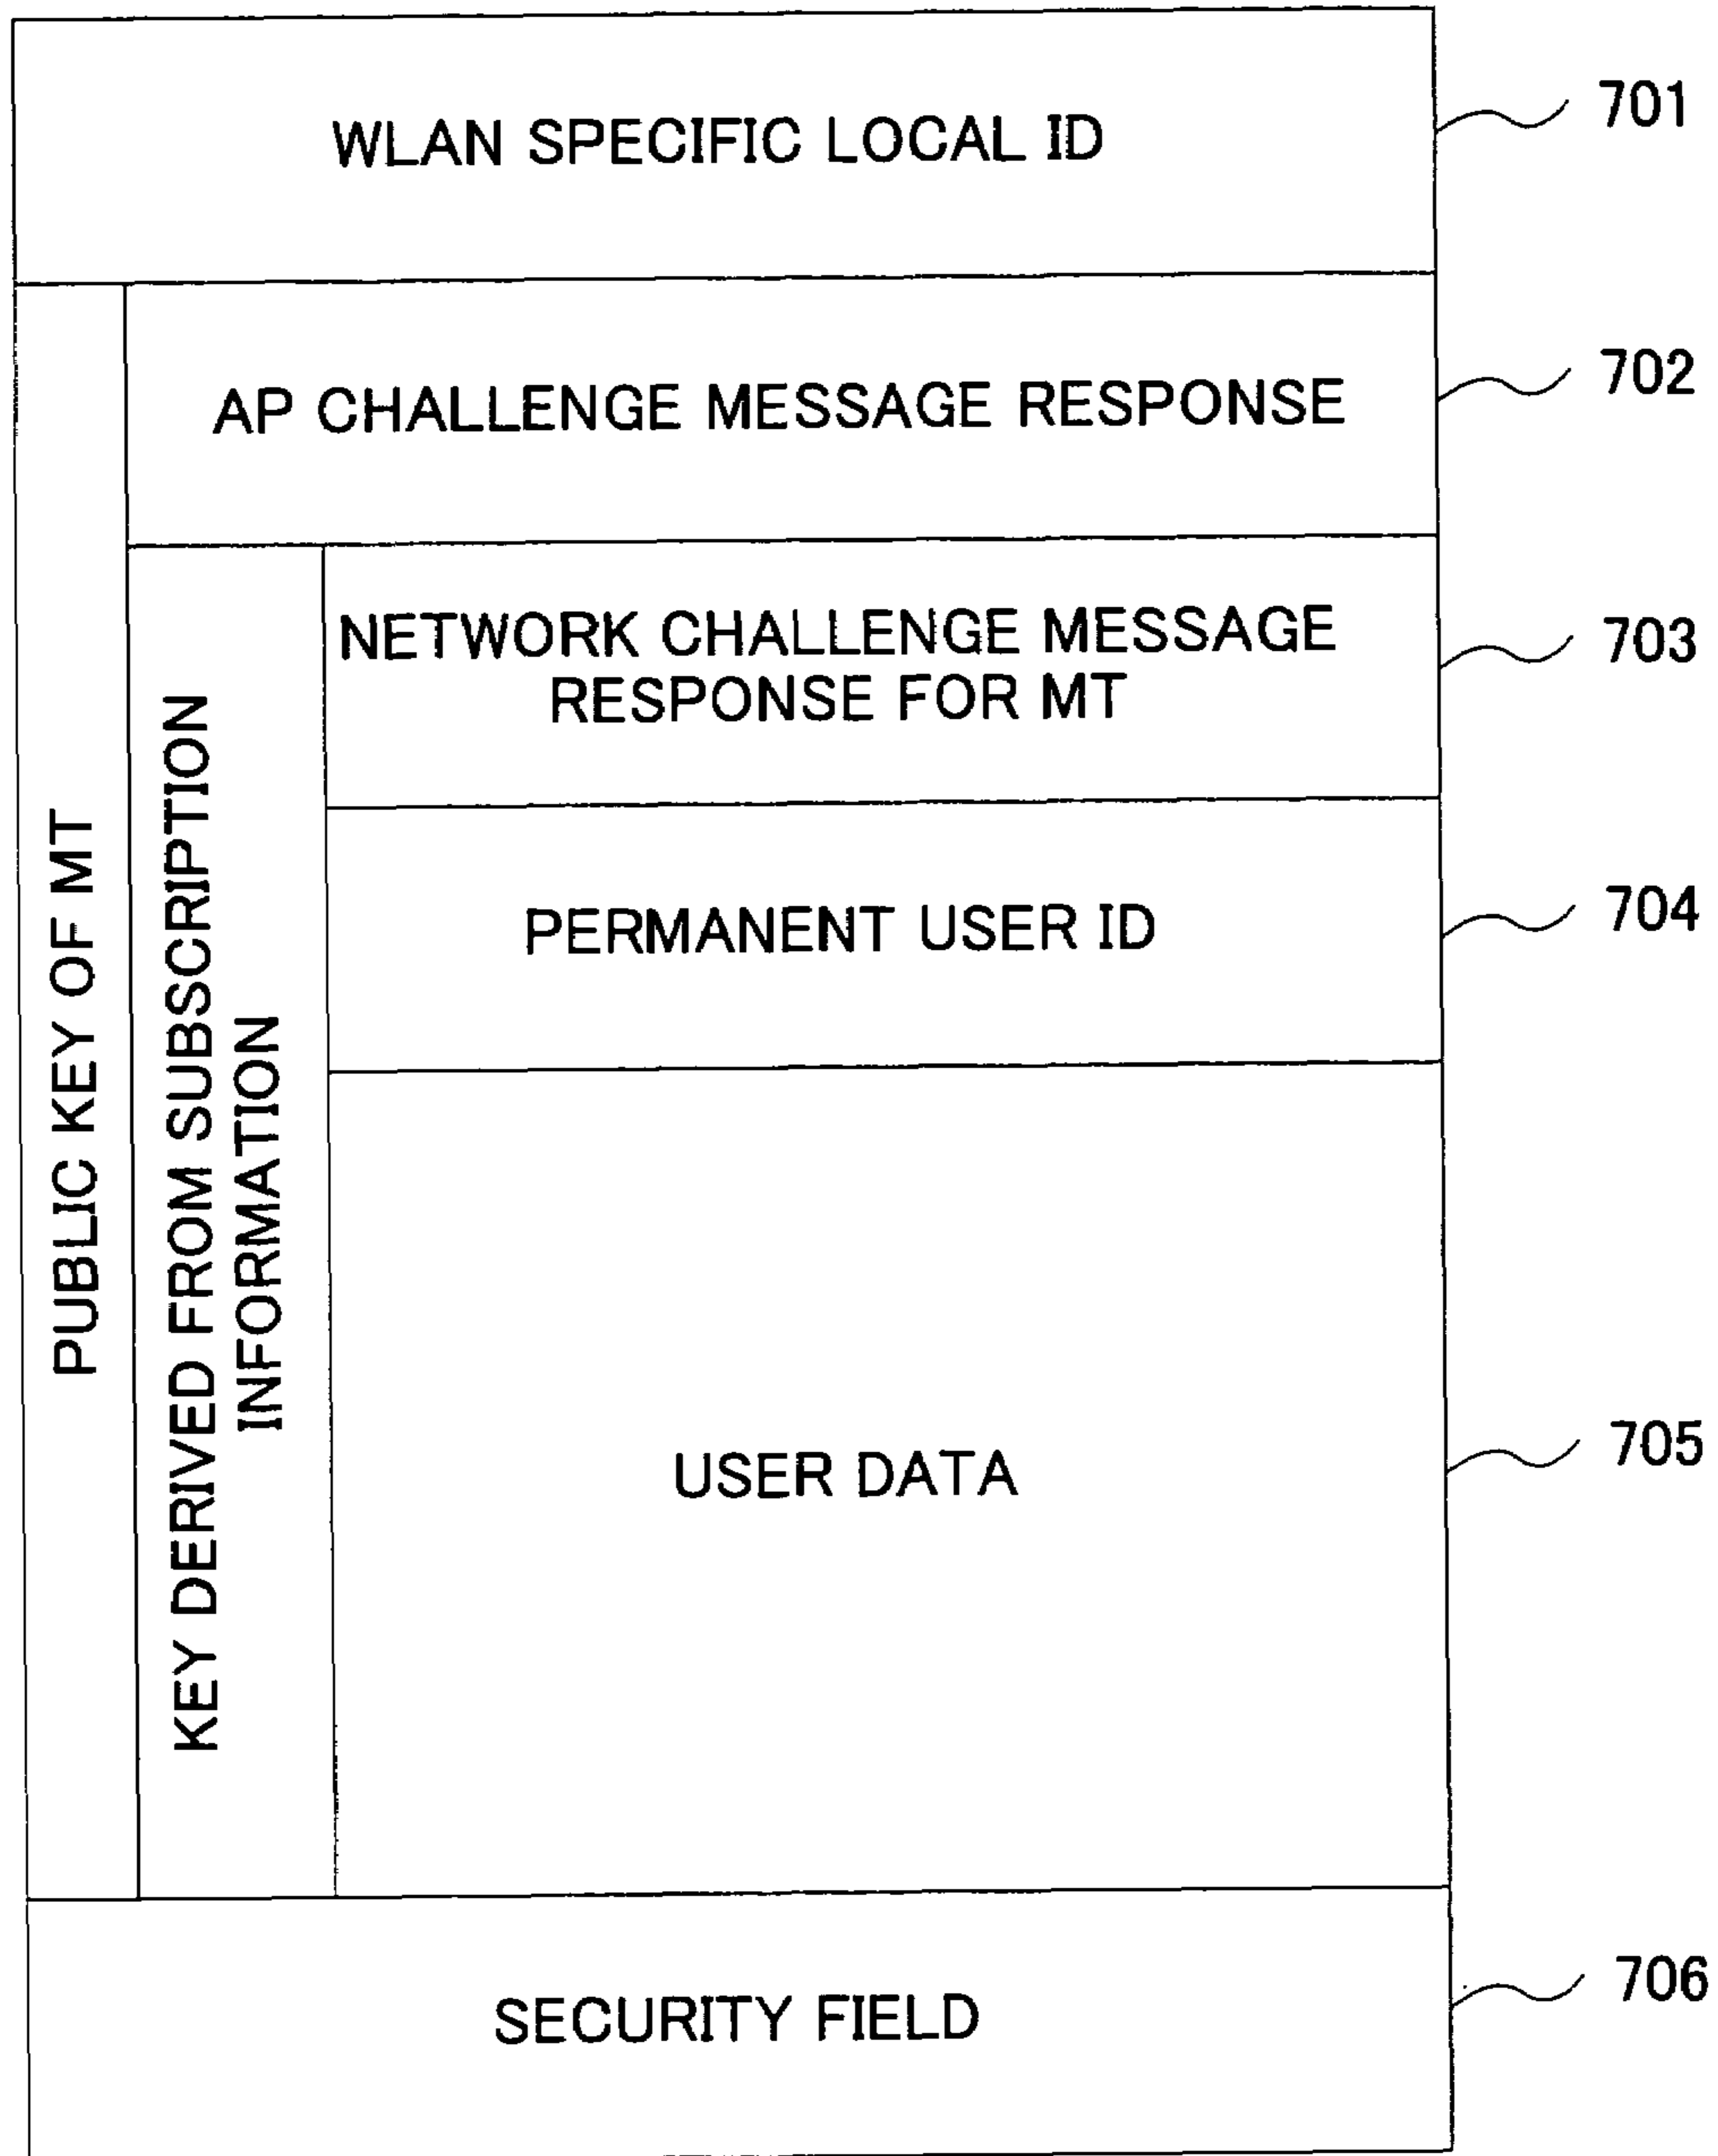 WLAN SPECIFIC LOCAL ID
701
AP CHALLENGE MESSAGE RESPONSE
702
NETWORK CHALLENGE MESSAGE
RESPONSE FOR MT
703
PERMANENT USER ID
704
PUBLIC KEY OF MT
KEY DERIVED FROM SUBSCRIPTION
INFORMATION
USER DATA
705
SECURITY FIELD
706